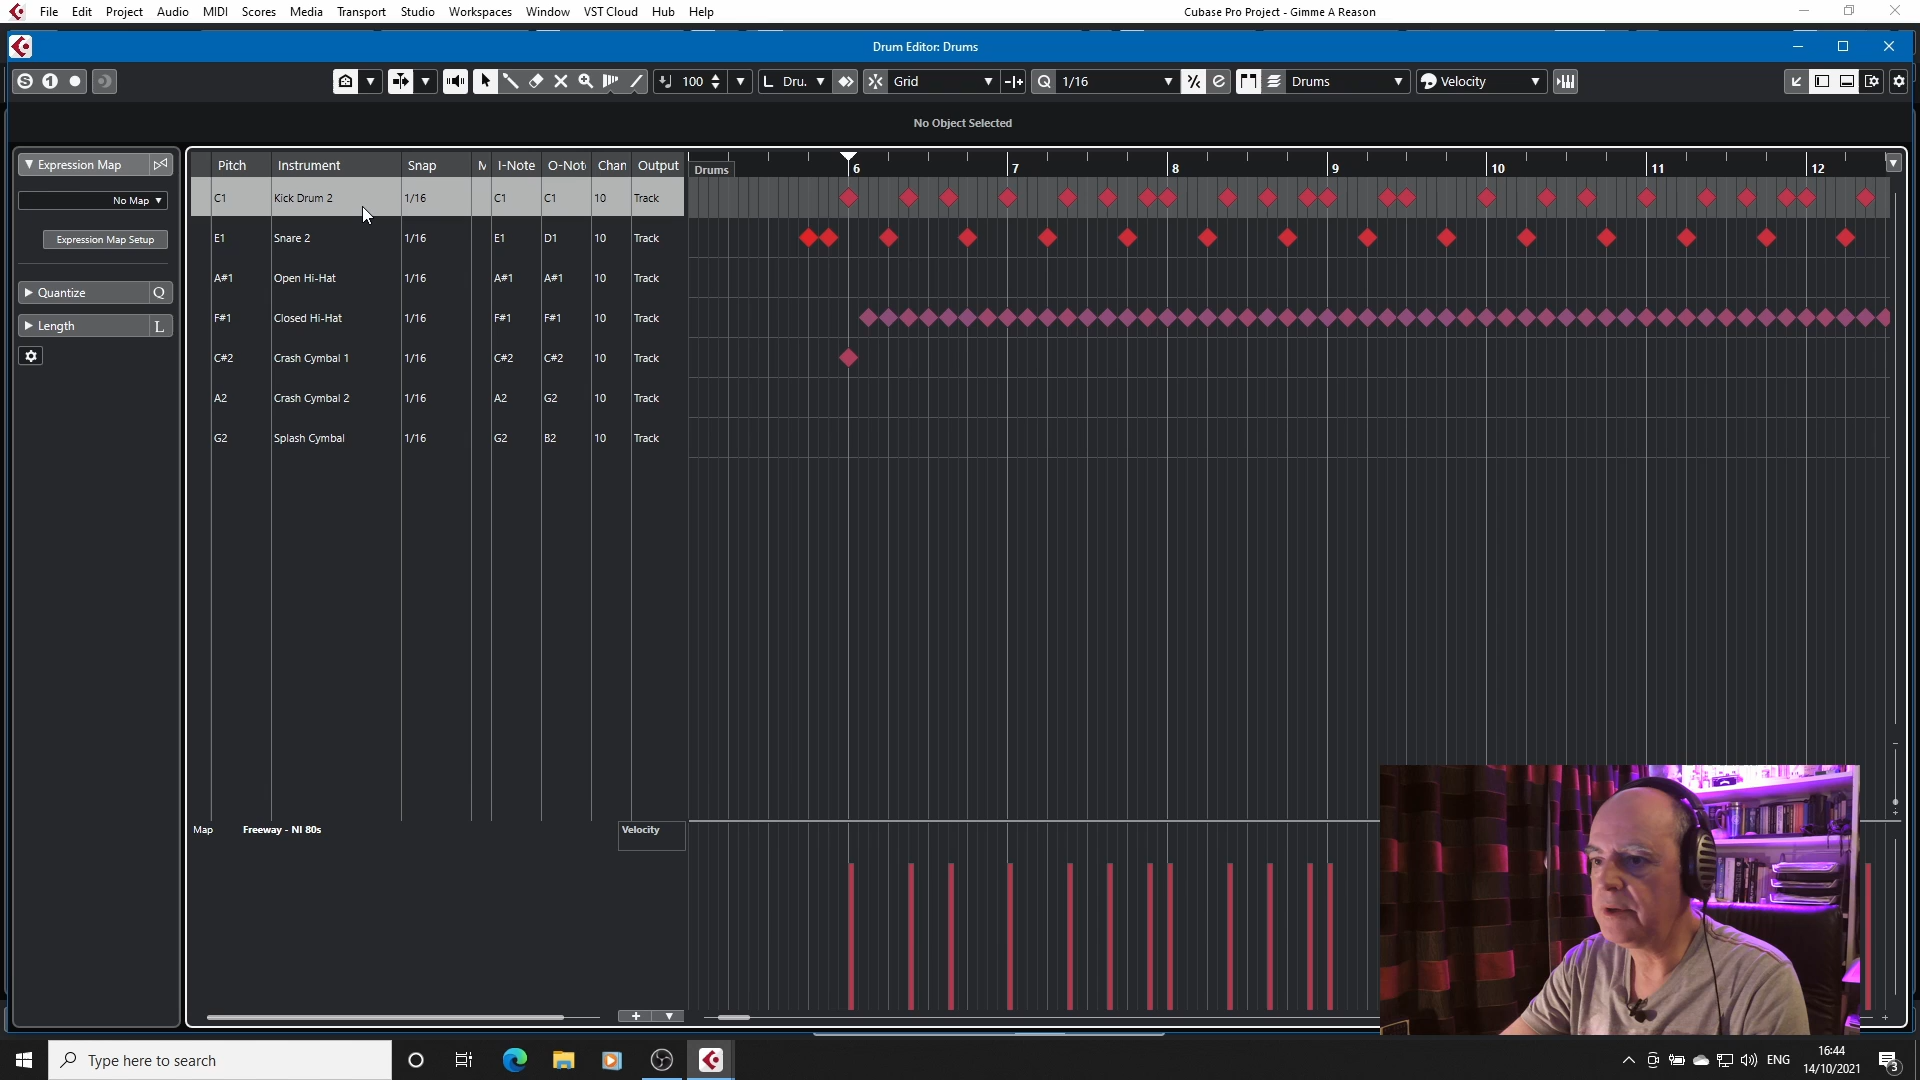 File Edit Project Audio MIDI Scores Media Transport Studio Workspaces Window VST Cloud Hub Help
Cubase Pro Project - Gimme A Reason
Drum Editor: Drums
100 L Dru. Grid Q 1/16 Drums Velocity
No Object Selected
Expression Map
No Map
Expression Map Setup
Quantize Q
Length L
Pitch Instrument Snap M I-Note O-Not Chan Output
Drums 6 7 8 9 10 11 12
C1 Kick Drum 2 1/16 C1 C1 10 Track
E1 Snare 2 1/16 E1 D1 10 Track
A#1 Open Hi-Hat 1/16 A#1 A#1 10 Track
F#1 Closed Hi-Hat 1/16 F#1 F#1 10 Track
C#2 Crash Cymbal 1 1/16 C#2 C#2 10 Track
A2 Crash Cymbal 2 1/16 A2 G2 10 Track
G2 Splash Cymbal 1/16 G2 B2 10 Track
Map Freeway - NI 80s Velocity
Type here to search
ENG
16:44
14/10/2021
3